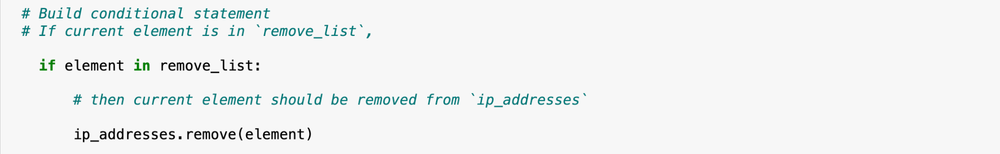 # Build conditional statement
# If current element is in `remove_list`,
if element in remove_list:
# then current element should be removed from `ip_addresses`
ip_addresses.remove(element)